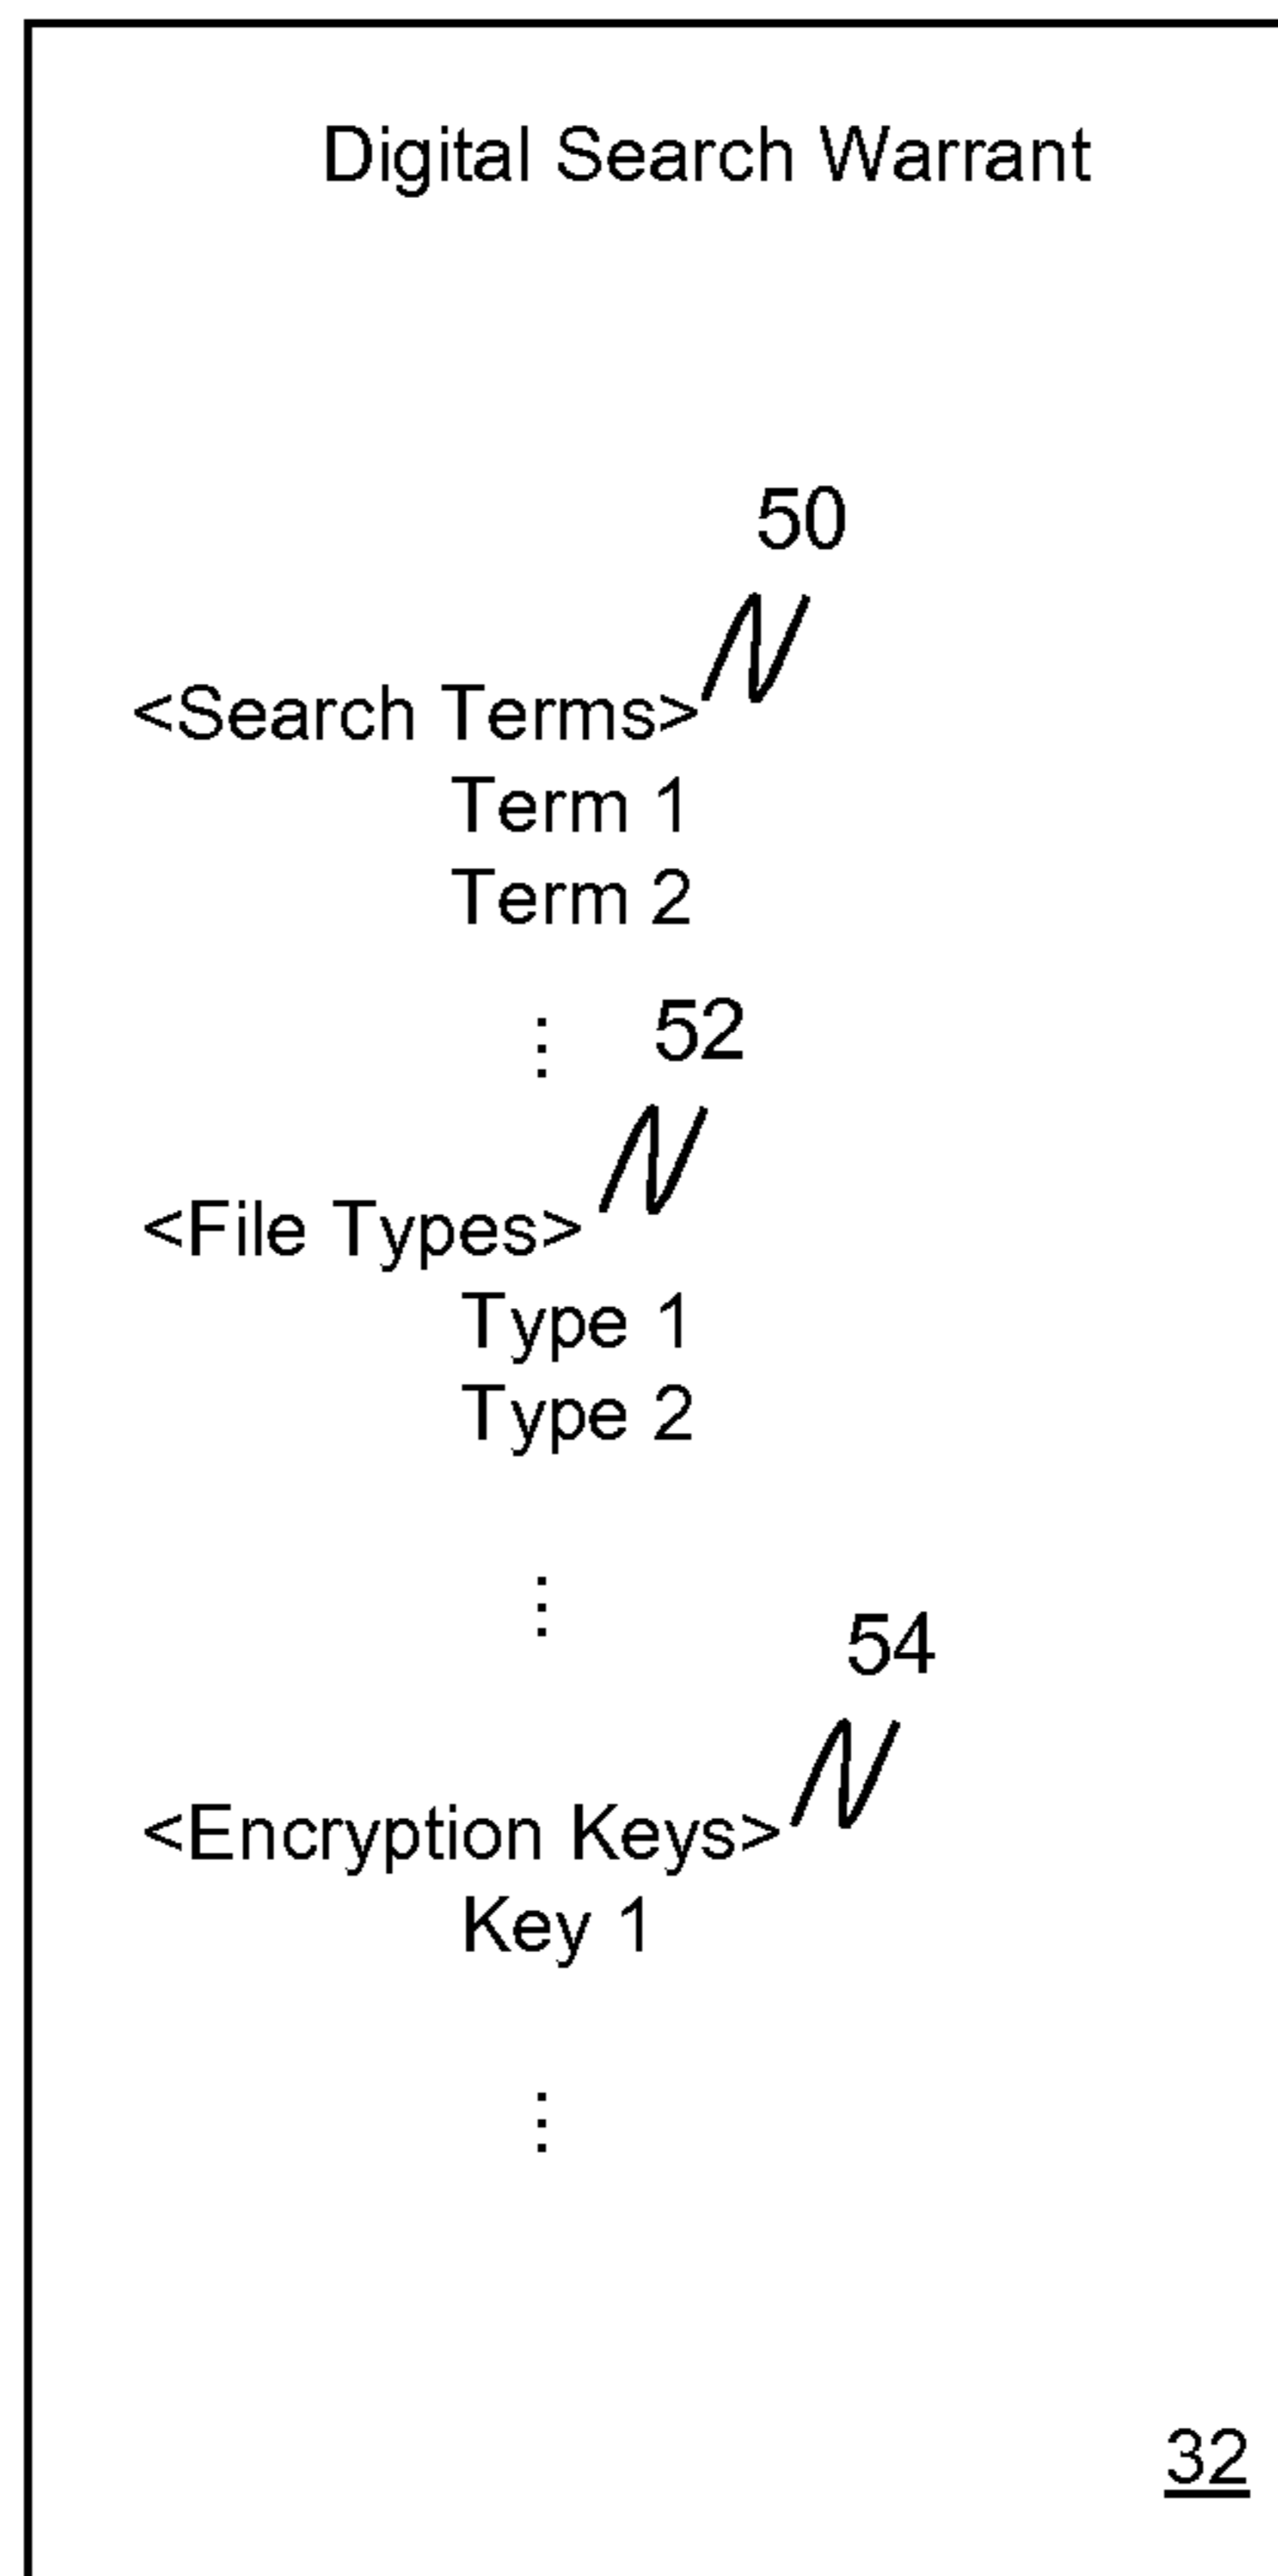 Digital Search Warrant
50
<Search Terms>
Term 1
Term 2
⋮
52
<File Types>
Type 1
Type 2
⋮
54
<Encryption Keys>
Key 1
⋮
32